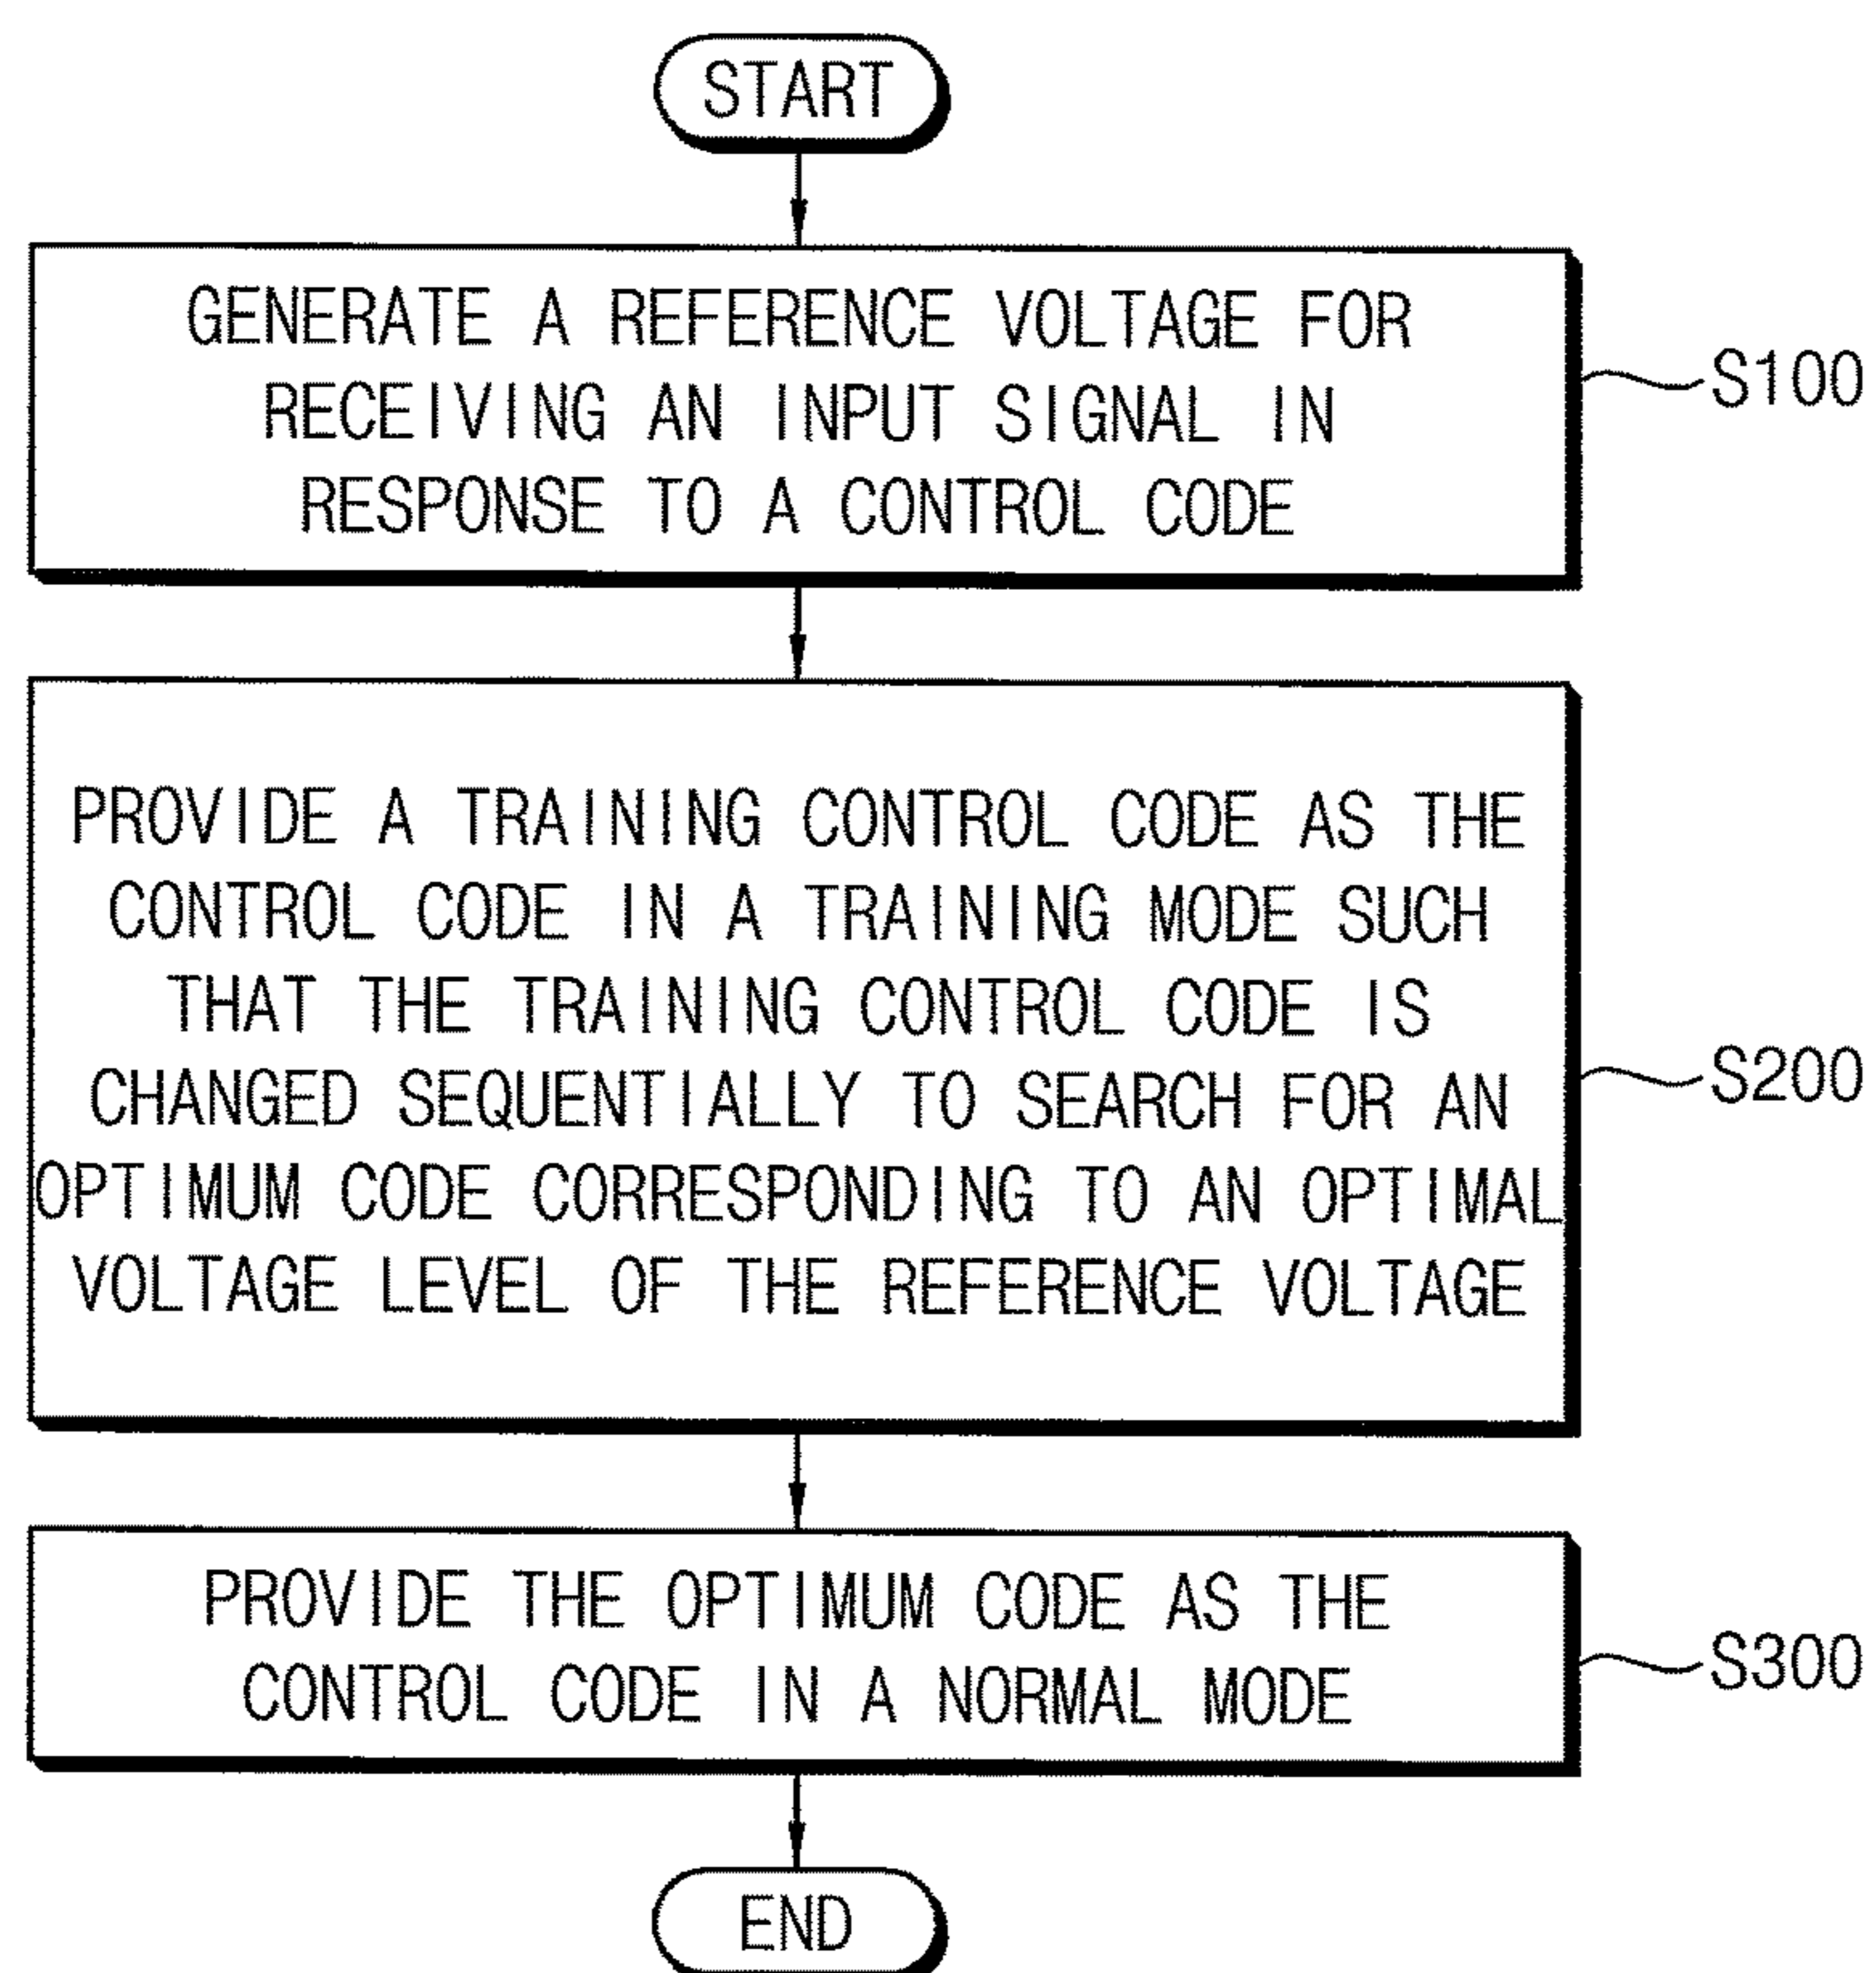 START
GENERATE A REFERENCE VOLTAGE FOR
RECEIVING AN INPUT SIGNAL IN
RESPONSE TO A CONTROL CODE
S100
PROVIDE A TRAINING CONTROL CODE AS THE
CONTROL CODE IN A TRAINING MODE SUCH
THAT THE TRAINING CONTROL CODE IS
CHANGED SEQUENTIALLY TO SEARCH FOR AN
OPTIMUM CODE CORRESPONDING TO AN OPTIMAL
VOLTAGE LEVEL OF THE REFERENCE VOLTAGE
S200
PROVIDE THE OPTIMUM CODE AS THE
CONTROL CODE IN A NORMAL MODE
S300
END